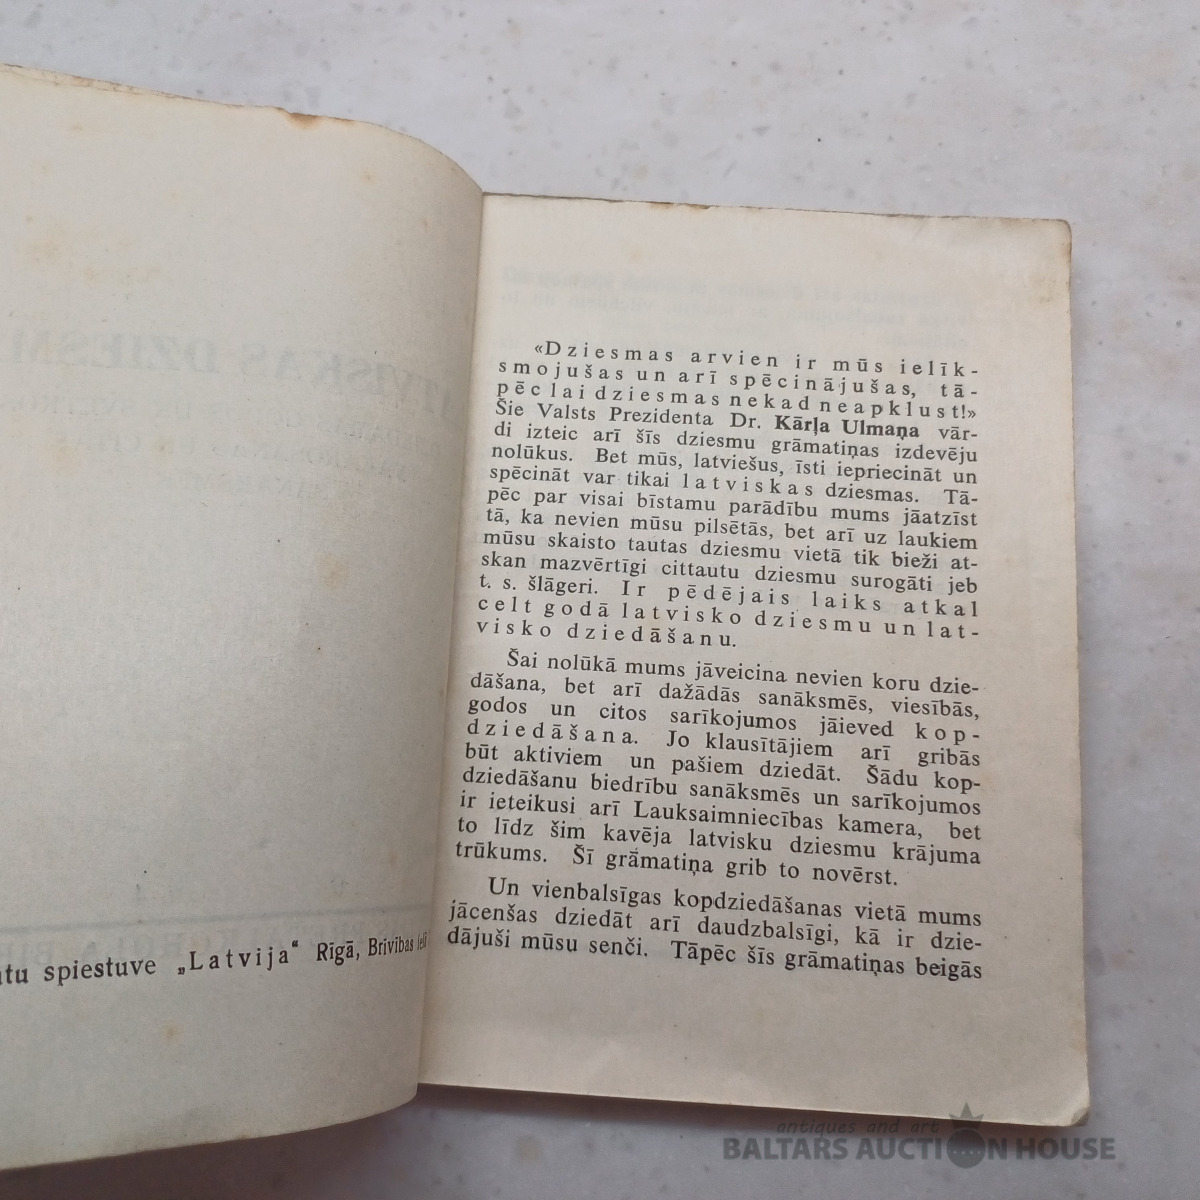 ātu spiestuve „Latvija“ Rīgā, Brīvības iel
«Dziesmas arvien ir mūs ielīk-
smojušas un arī spēcinājušas, tā-
pēc lai dziesmas nekad neapklust!»
Šie Valsts Prezidenta Dr. Kārļa Ulmaņa vār-
di izteic arī šīs dziesmu grāmatiņas izdevēju
nolūkus. Bet mūs, latviešus, īsti iepriecināt un
spēcināt var tikai latviskas dziesmas. Tā-
pēc par visai bīstamu parādību mums jāatzīst
tā, ka nevien mūsu pilsētās, bet arī uz laukiem
mūsu skaisto tautas dziesmu vietā tik bieži at-
skan mazvērtīgi cittautu dziesmu surogāti jeb
t. s. šlāgeri. Ir pēdējais laiks atkal
celt godā latvisko dziesmu un lat-
visko dziedāšanu.
Šai nolūkā mums jāveicina nevien koru dzie-
dāšana, bet arī dažādās sanāksmēs, viesībās,
godos un citos sarīkojumos jāieved kop-
dziedāšana. Jo klausītājiem arī gribās
būt aktiviem un pašiem dziedāt. Šādu kop-
dziedāšanu biedrību sanāksmēs un sarīkojumos
ir ieteikusi arī Lauksaimniecības kamera, bet
to līdz šim kavēja latvisku dziesmu krājuma
trūkums. Šī grāmatiņa grib to novērst.
Un vienbalsīgas kopdziedāšanas vietā mums
jācenšas dziedāt arī daudzbalsīgi, kā ir dzie-
dājuši mūsu senči. Tāpēc šīs grāmatiņas beigās
antiques and art
BALTARS AUCTION HOUSE